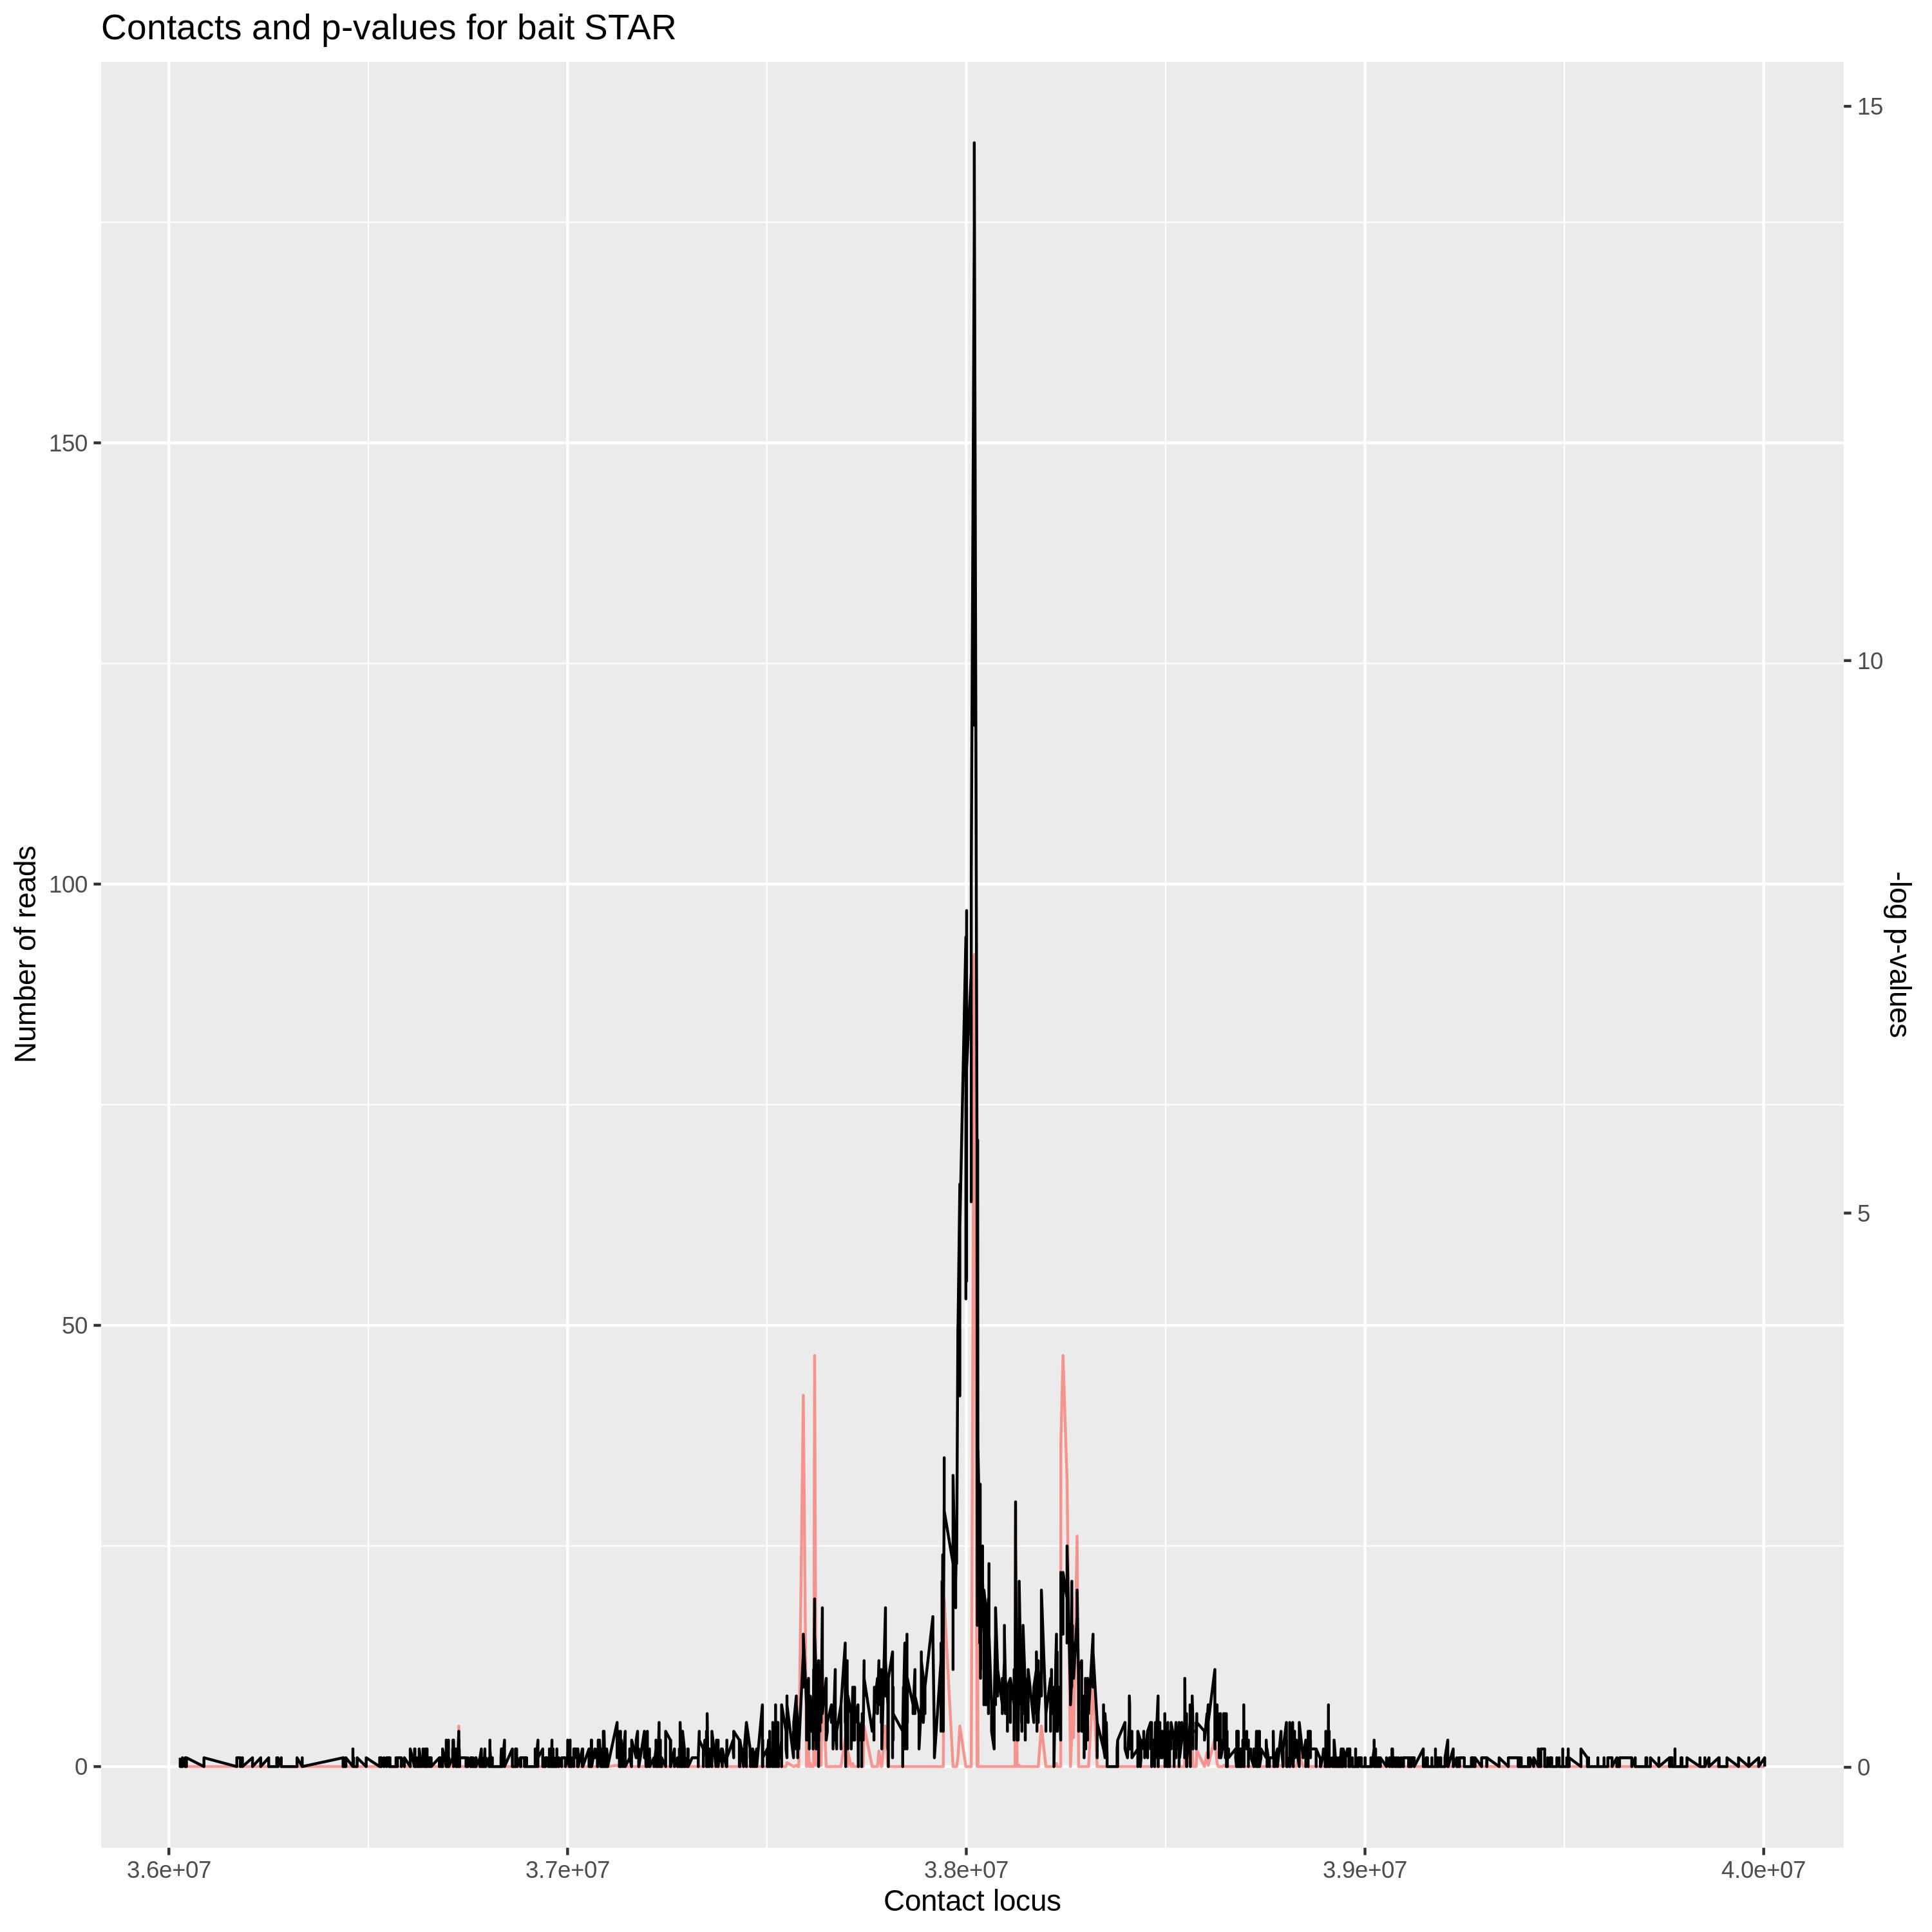 Contacts and p-values for bait STAR
15
150
10
100
Number of reads
-log p-values
5
50
0
0
3.6e+07
3.7e+07
3.8e+07
3.9e+07
4.0e+07
Contact locus